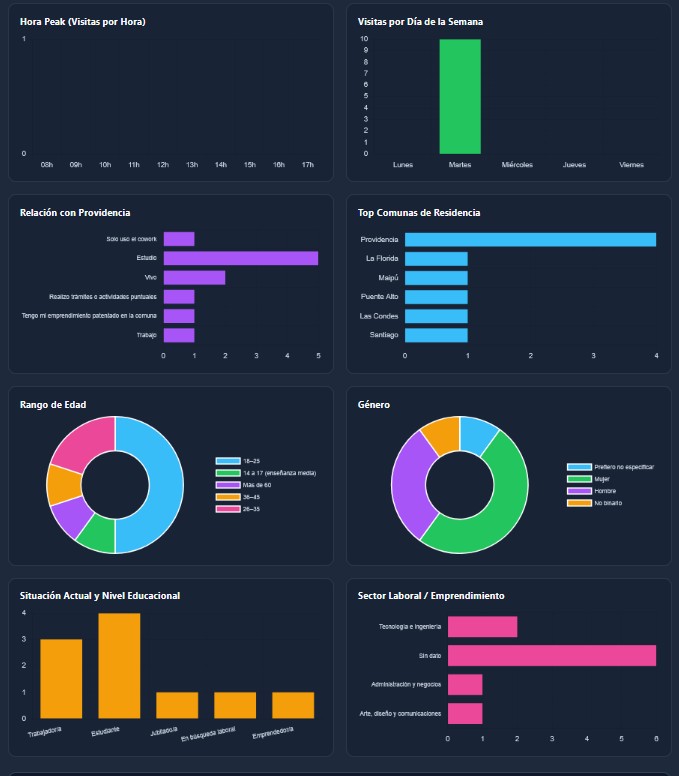 Hora Peak (Visitas por Hora)
1
0
08h 09h 10h 11h 12h 13h 14h 15h 16h 17h
Visitas por Día de la Semana
10
9
8
7
6
5
4
3
2
1
0
Lunes Martes Miércoles Jueves Viernes
Relación con Providencia
Solo uso el cowork
Estudio
Vivo
Realizo trámites o actividades puntuales
Tengo mi emprendimiento patentado en la comuna
Trabajo
0 1 2 3 4 5
Top Comunas de Residencia
Providencia
La Florida
Maipú
Puente Alto
Las Condes
Santiago
0 1 2 3 4
Rango de Edad
18–25
14 a 17 (enseñanza media)
Más de 60
36–45
26–35
Género
Prefiero no especificar
Mujer
Hombre
No binario
Situación Actual y Nivel Educacional
4
3
2
1
0
Trabajador/a Estudiante Jubilado/a En búsqueda laboral Emprendedor/a
Sector Laboral / Emprendimiento
Tecnología e ingeniería
Sin dato
Administración y negocios
Arte, diseño y comunicaciones
0 1 2 3 4 5 6